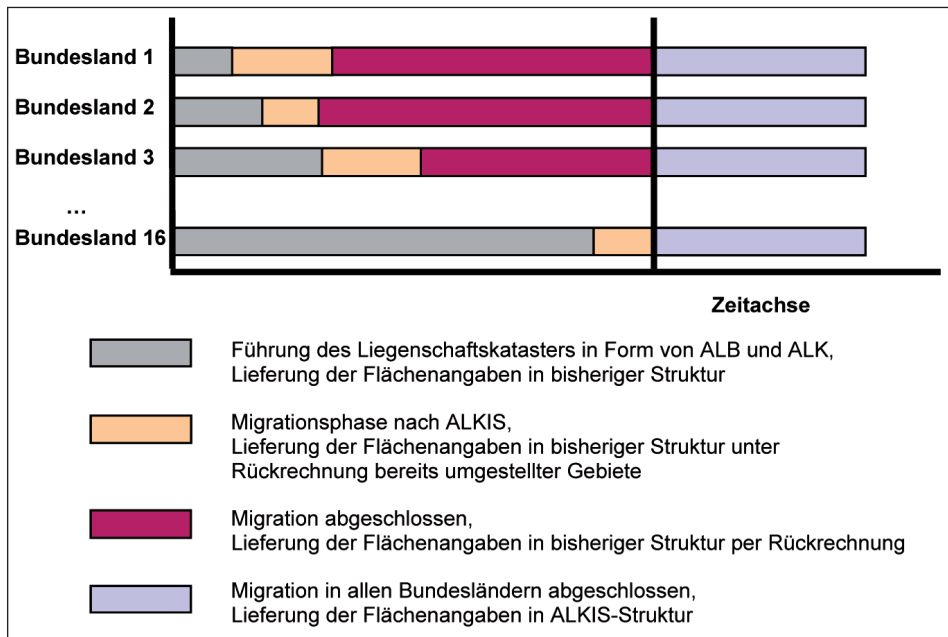 Bundesland 1
Bundesland 2
Bundesland 3
...
Bundesland 16
Zeitachse
Führung des Liegenschaftskatasters in Form von ALB und ALK,
Lieferung der Flächenangaben in bisheriger Struktur
Migrationsphase nach ALKIS,
Lieferung der Flächenangaben in bisheriger Struktur unter
Rückrechnung bereits umgestellter Gebiete
Migration abgeschlossen,
Lieferung der Flächenangaben in bisheriger Struktur per Rückrechnung
Migration in allen Bundesländern abgeschlossen,
Lieferung der Flächenangaben in ALKIS-Struktur